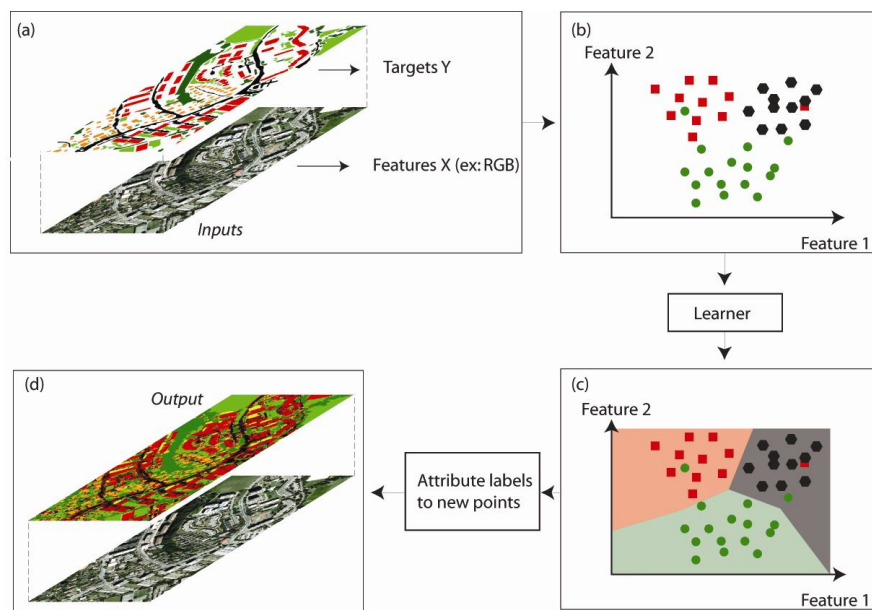 (a)
Targets Y
Features X (ex: RGB)
Inputs
(b)
Feature 2
Feature 1
Learner
(c)
Feature 2
Feature 1
Attribute labels
to new points
(d)
Output